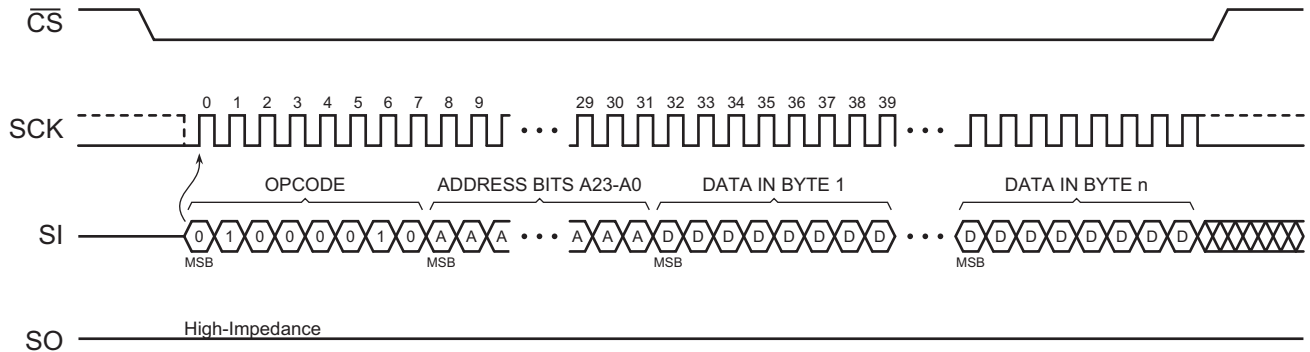 CS
SCK
0 1 2 3 4 5 6 7 8 9 29 30 31 32 33 34 35 36 37 38 39
OPCODE ADDRESS BITS A23-A0 DATA IN BYTE 1 DATA IN BYTE n
SI
0 1 0 0 0 0 1 0 A A A A A A D D D D D D D D D D D D D D D D
MSB MSB MSB MSB
High-Impedance
SO